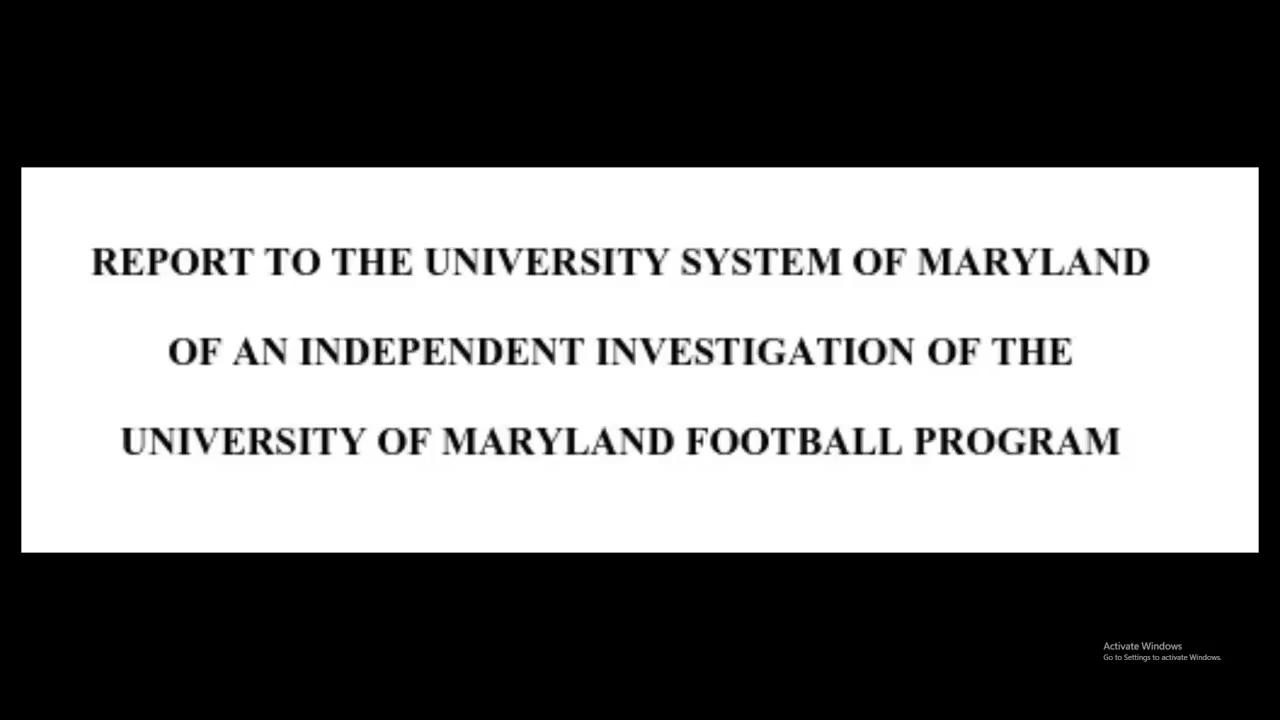 REPORT TO THE UNIVERSITY SYSTEM OF MARYLAND
OF AN INDEPENDENT INVESTIGATION OF THE
UNIVERSITY OF MARYLAND FOOTBALL PROGRAM
Activate Windows
Go to Settings to activate Windows.